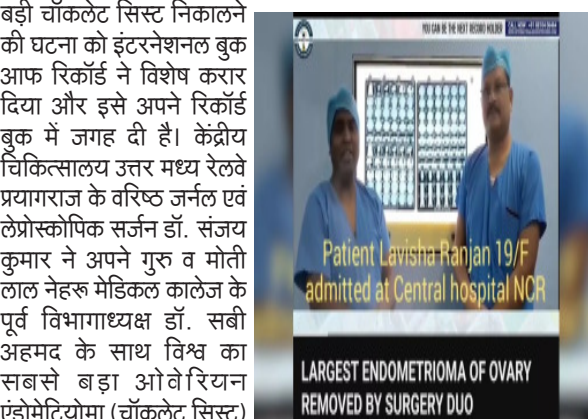 बड़ी चॉकलेट सिस्ट निकालने
की घटना को इंटरनेशनल बुक
आफ रिकॉर्ड ने विशेष करार
दिया और इसे अपने रिकॉर्ड
बुक में जगह दी है। केंद्रीय
चिकित्सालय उत्तर मध्य रेलवे
प्रयागराज के वरिष्ठ जर्नल एवं
लेप्रोस्कोपिक सर्जन डॉ. संजय
कुमार ने अपने गुरु व मोती
लाल नेहरू मेडिकल कालेज के
पूर्व विभागाध्यक्ष डॉ. सबी
अहमद के साथ विश्व का
सबसे बड़ा ओवेरियन
एंडोमेट्रियोमा (चॉकलेट सिस्ट)
YOU CAN BE THE NEXT RECORD HOLDER
Patient Lavisha Ranjan 19/F
admitted at Central hospital NCR
LARGEST ENDOMETRIOMA OF OVARY
REMOVED BY SURGERY DUO